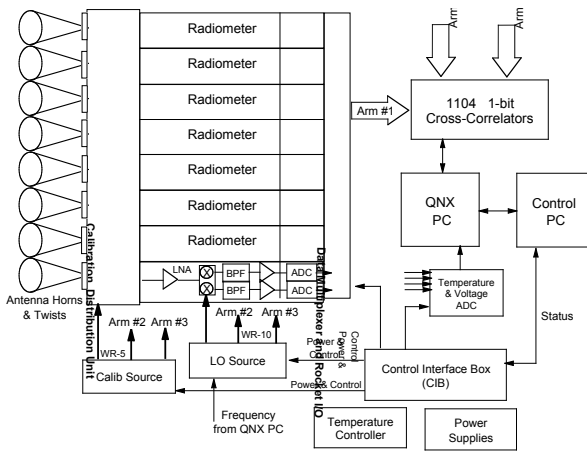 Radiometer
Radiometer
Radiometer
Radiometer
Radiometer
Radiometer
Radiometer
LNA
BPF
ADC
BPF
ADC
Antenna Horns
& Twists
Calibration Distribution Unit
Data Multiplexer and Rocket I/O
Arm #1
Arm
Arm
1104 1-bit
Cross-Correlators
QNX
PC
Control
PC
Temperature
& Voltage
ADC
Status
Arm #2
Arm #3
WR-5
Calib Source
Arm #2
Arm #3
WR-10
LO Source
Power &
Control
Power &
Control
Power & Control
Control Interface Box
(CIB)
Frequency
from QNX PC
Temperature
Controller
Power
Supplies